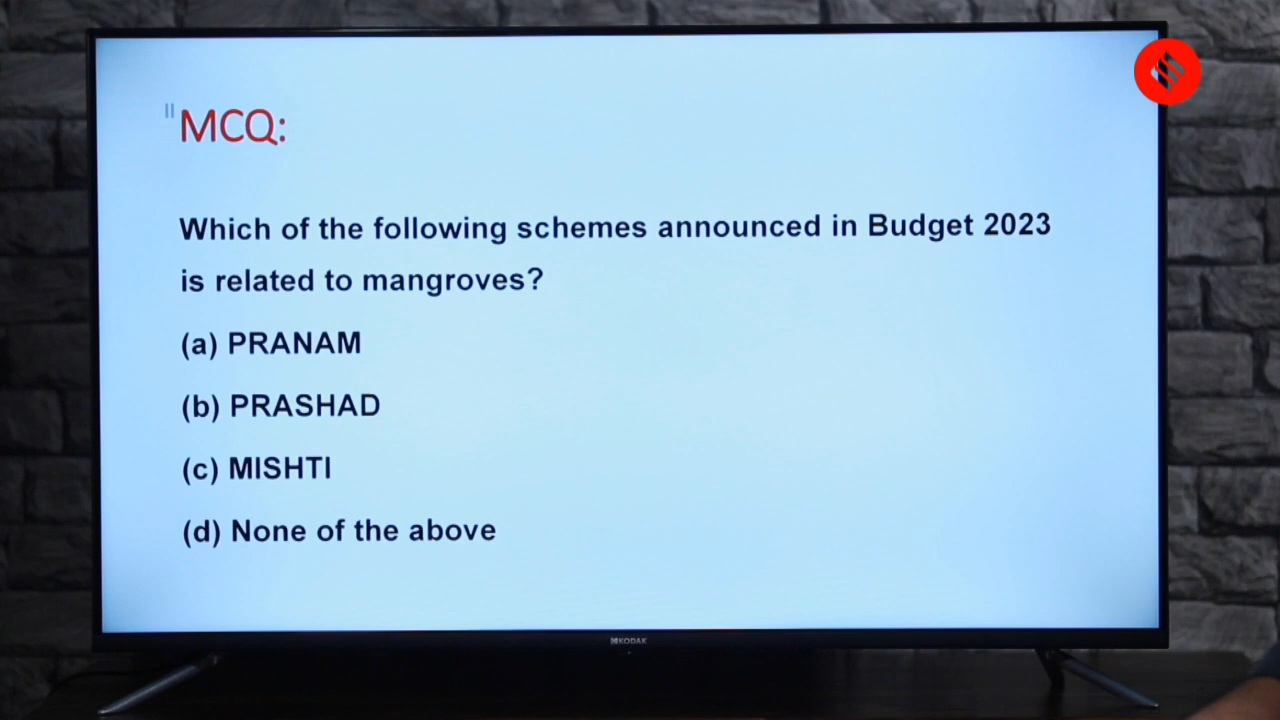 MCQ:
Which of the following schemes announced in Budget 2023
is related to mangroves?
(a) PRANAM
(b) PRASHAD
(c) MISHTI
(d) None of the above
KODAK